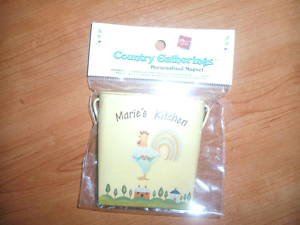 Country Gatherings
Personalized Magnet
Marie's Kitchen